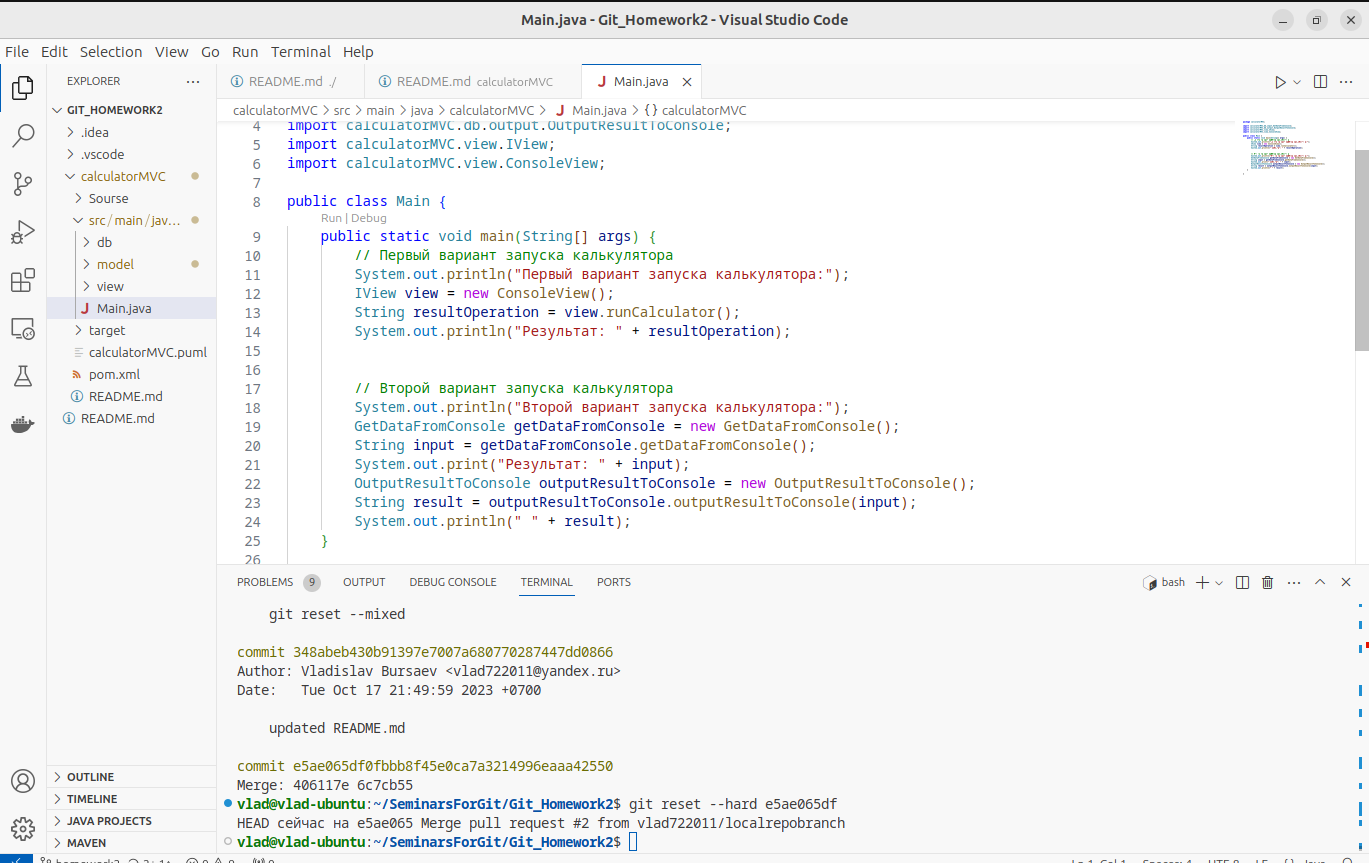 Main.java - Git_Homework2 - Visual Studio Code
File Edit Selection View Go Run Terminal Help
EXPLORER
GIT_HOMEWORK2
.idea
.vscode
calculatorMVC
Sourse
src/main/jav...
db
model
view
J Main.java
target
calculatorMVC.puml
pom.xml
README.md
README.md
OUTLINE
TIMELINE
JAVA PROJECTS
MAVEN
README.md ./
README.md calculatorMVC
J Main.java
calculatorMVC > src > main > java > calculatorMVC > J Main.java > {} calculatorMVC
4 import calculatorMVC.db.output.OutputResultToConsole;
5 import calculatorMVC.view.IView;
6 import calculatorMVC.view.ConsoleView;
7
8 public class Main {
Run | Debug
9 public static void main(String[] args) {
10 // Первый вариант запуска калькулятора
11 System.out.println("Первый вариант запуска калькулятора:");
12 IView view = new ConsoleView();
13 String resultOperation = view.runCalculator();
14 System.out.println("Результат: " + resultOperation);
15
16
17 // Второй вариант запуска калькулятора
18 System.out.println("Второй вариант запуска калькулятора:");
19 GetDataFromConsole getDataFromConsole = new GetDataFromConsole();
20 String input = getDataFromConsole.getDataFromConsole();
21 System.out.print("Результат: " + input);
22 OutputResultToConsole outputResultToConsole = new OutputResultToConsole();
23 String result = outputResultToConsole.outputResultToConsole(input);
24 System.out.println(" " + result);
25 }
26
PROBLEMS 9 OUTPUT DEBUG CONSOLE TERMINAL PORTS
bash
git reset --mixed
commit 348abeb430b91397e7007a680770287447dd0866
Author: Vladislav Bursaev <vlad722011@yandex.ru>
Date: Tue Oct 17 21:49:59 2023 +0700
updated README.md
commit e5ae065df0fbbb8f45e0ca7a3214996eaaa42550
Merge: 406117e 6c7cb55
vlad@vlad-ubuntu:~/SeminarsForGit/Git_Homework2$ git reset --hard e5ae065df
HEAD сейчас на e5ae065 Merge pull request #2 from vlad722011/localrepobranch
vlad@vlad-ubuntu:~/SeminarsForGit/Git_Homework2$